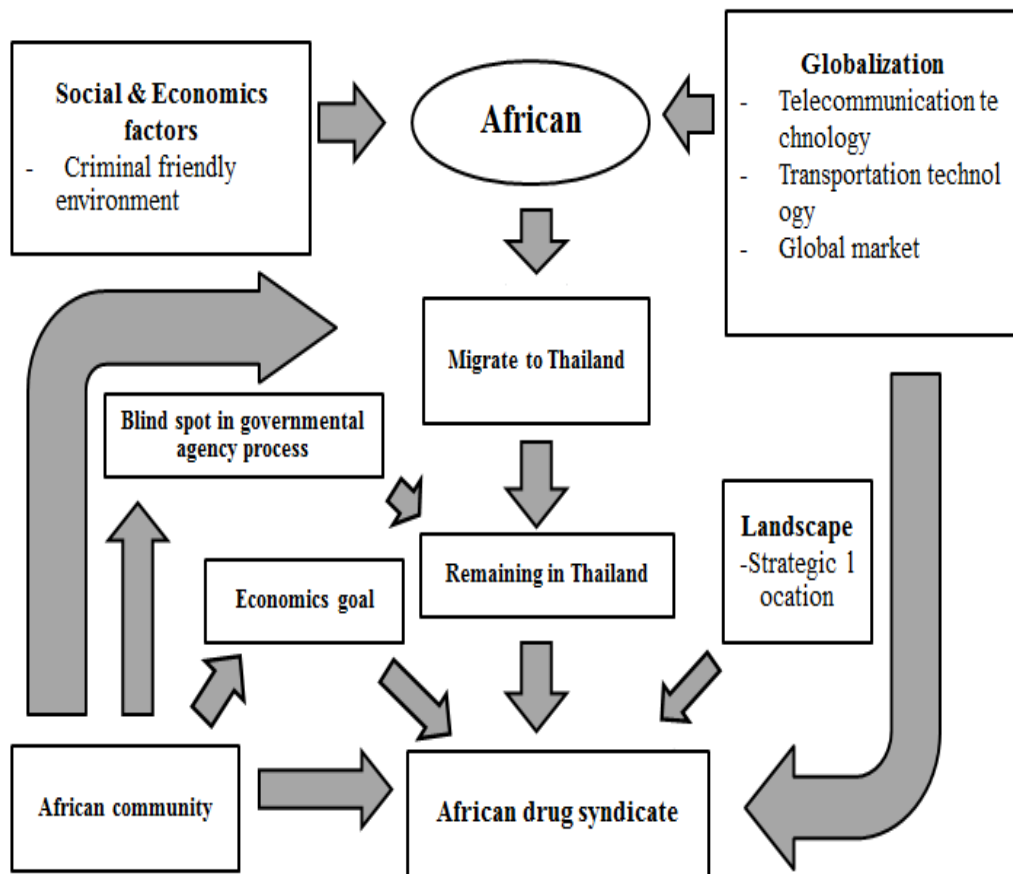 Social & Economics
factors
- Criminal friendly
environment
African
Globalization
- Telecommunication te
chnology
- Transportation technol
ogy
- Global market
Migrate to Thailand
Blind spot in governmental
agency process
Economics goal
Remaining in Thailand
Landscape
-Strategic l
ocation
African community
African drug syndicate